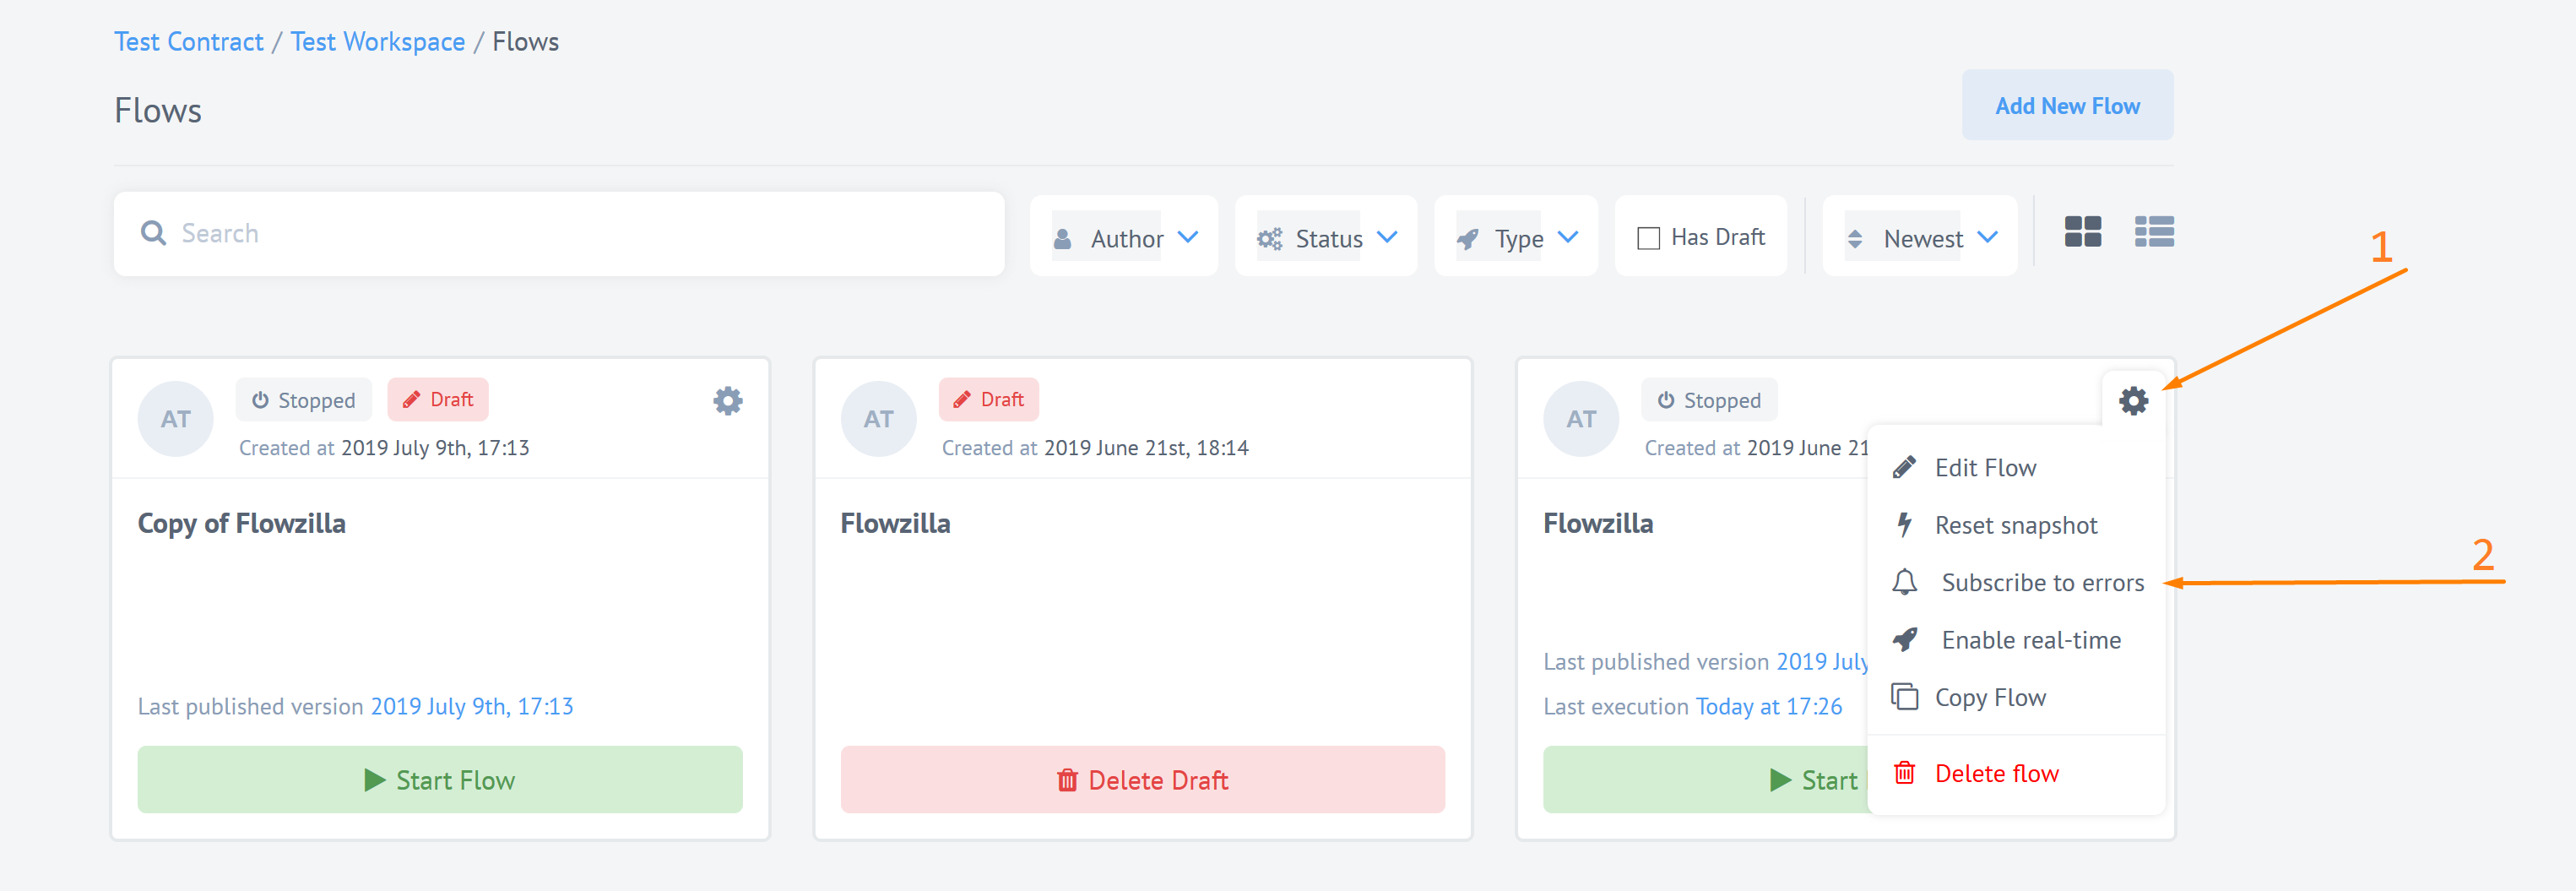 Test Contract / Test Workspace / Flows
Flows
Add New Flow
Search
Author
Status
Type
Has Draft
Newest
1
AT
Stopped
Draft
Created at 2019 July 9th, 17:13
Copy of Flowzilla
Last published version 2019 July 9th, 17:13
Start Flow
AT
Draft
Created at 2019 June 21st, 18:14
Flowzilla
Delete Draft
AT
Stopped
Created at 2019 June 21
Flowzilla
Last published version 2019 July
Last execution Today at 17:26
Start
Edit Flow
Reset snapshot
Subscribe to errors
2
Enable real-time
Copy Flow
Delete flow